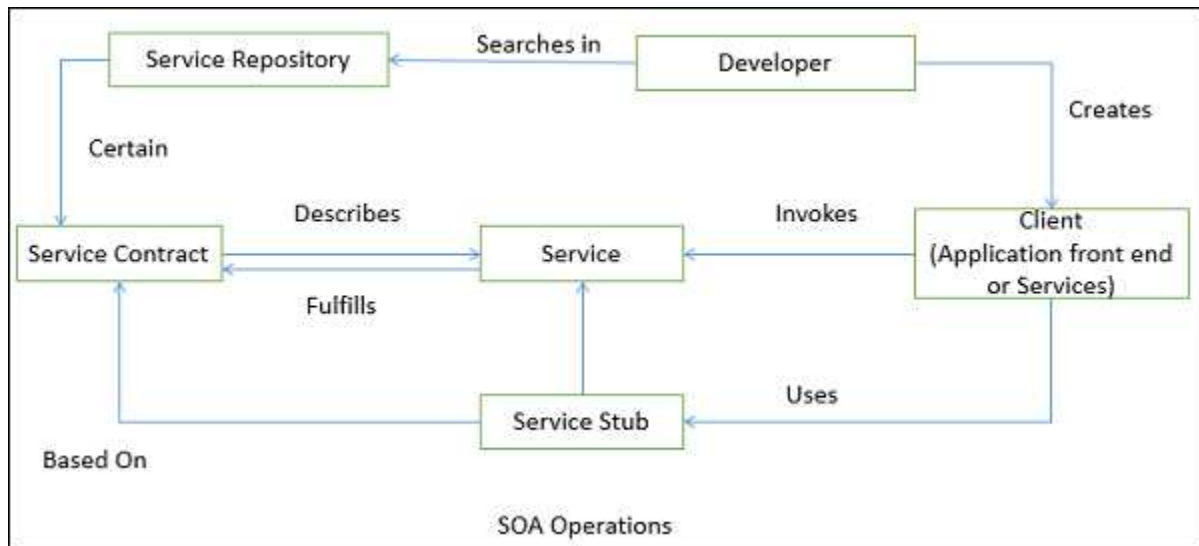 Searches in
Service Repository
Developer
Creates
Certain
Describes
Invokes
Client
Service Contract
Service
(Application front end
or Services)
Fulfills
Uses
Service Stub
Based On
SOA Operations